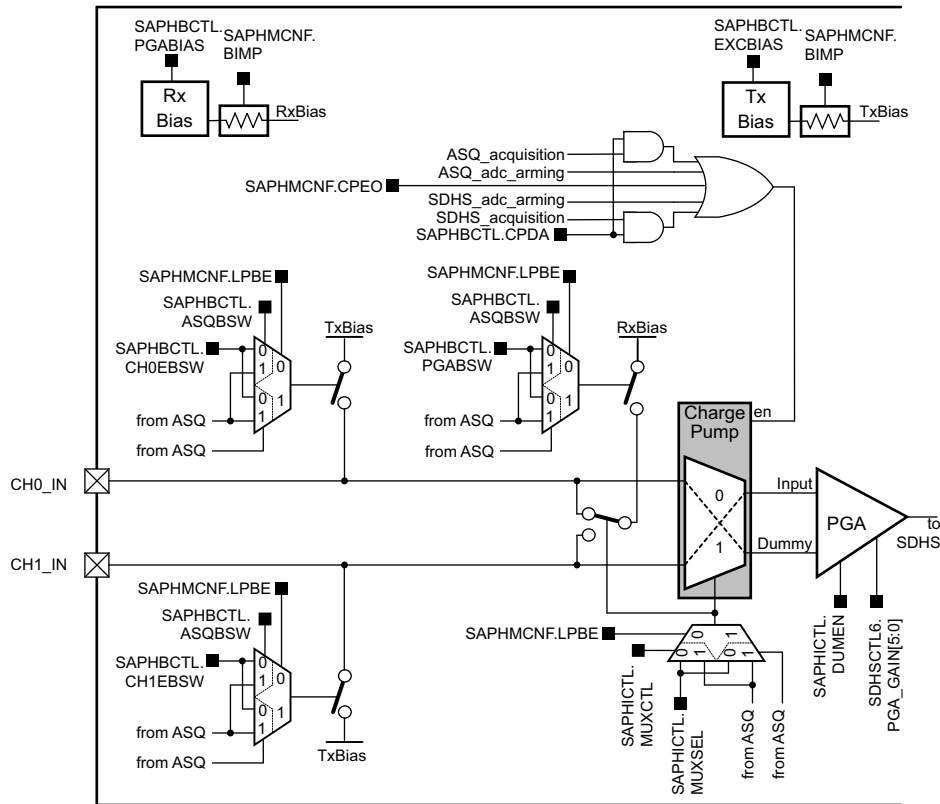 SAPHBCTL.
PGABIAS
SAPHMCNF.
BIMP
Rx
Bias
RxBias
SAPHBCTL.
EXCBIAS
SAPHMCNF.
BIMP
Tx
Bias
TxBias
ASQ_acquisition
ASQ_adc_arming
SAPHMCNF.CPEO
SDHS_adc_arming
SDHS_acquisition
SAPHBCTL.CPDA
SAPHMCNF.LPBE
SAPHBCTL.
ASQBSW
SAPHBCTL.
CH0EBSW
0
1
0
0
1
1
from ASQ
from ASQ
TxBias
SAPHMCNF.LPBE
SAPHBCTL.
ASQBSW
SAPHBCTL.
PGABSW
0
1
0
0
1
1
from ASQ
from ASQ
RxBias
Charge
Pump
en
0
1
CH0_IN
CH1_IN
Input
Dummy
PGA
to
SDHS
SAPHICTL.
DUMEN
SDHSCTL6.
PGA_GAIN[5:0]
SAPHMCNF.LPBE
SAPHBCTL.
ASQBSW
SAPHBCTL.
CH1EBSW
0
1
0
0
1
1
from ASQ
from ASQ
TxBias
SAPHMCNF.LPBE
0
1
0
1
0
1
SAPHICTL.
MUXCTL
SAPHICTL.
MUXSEL
from ASQ
from ASQ